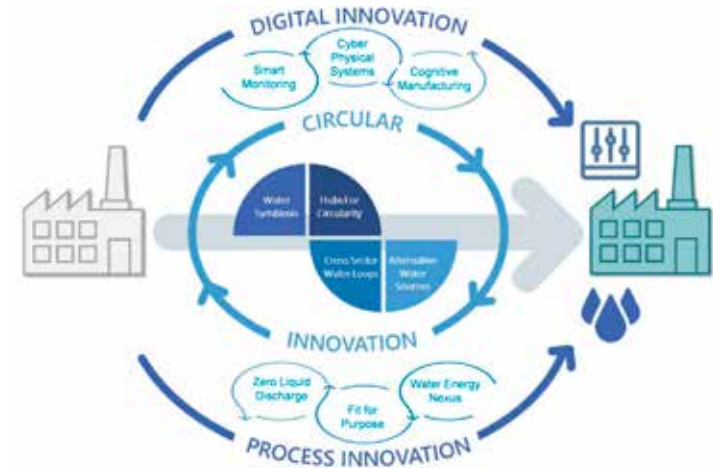 DIGITAL INNOVATION
Cyber
Physical
Systems
Smart
Monitoring
Cognitive
Manufacturing
CIRCULAR
Water
Symbiosis
Hubs for
Circularity
Cross Sector
Water Loops
Alternative
Water
Sources
INNOVATION
Zero Liquid
Discharge
Fit for
Purpose
Water Energy
Nexus
PROCESS INNOVATION